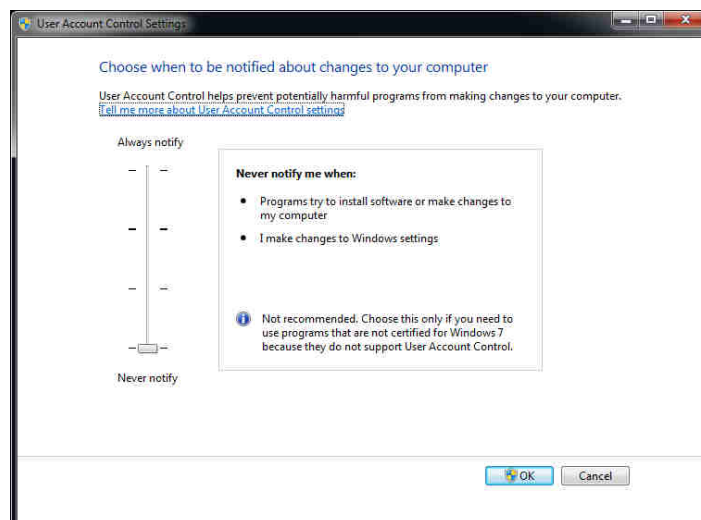 User Account Control Settings
Choose when to be notified about changes to your computer
User Account Control helps prevent potentially harmful programs from making changes to your computer.
Tell me more about User Account Control settings
Always notify
Never notify me when:
Programs try to install software or make changes to
my computer
I make changes to Windows settings
Not recommended. Choose this only if you need to
use programs that are not certified for Windows 7
because they do not support User Account Control.
Never notify
OK
Cancel